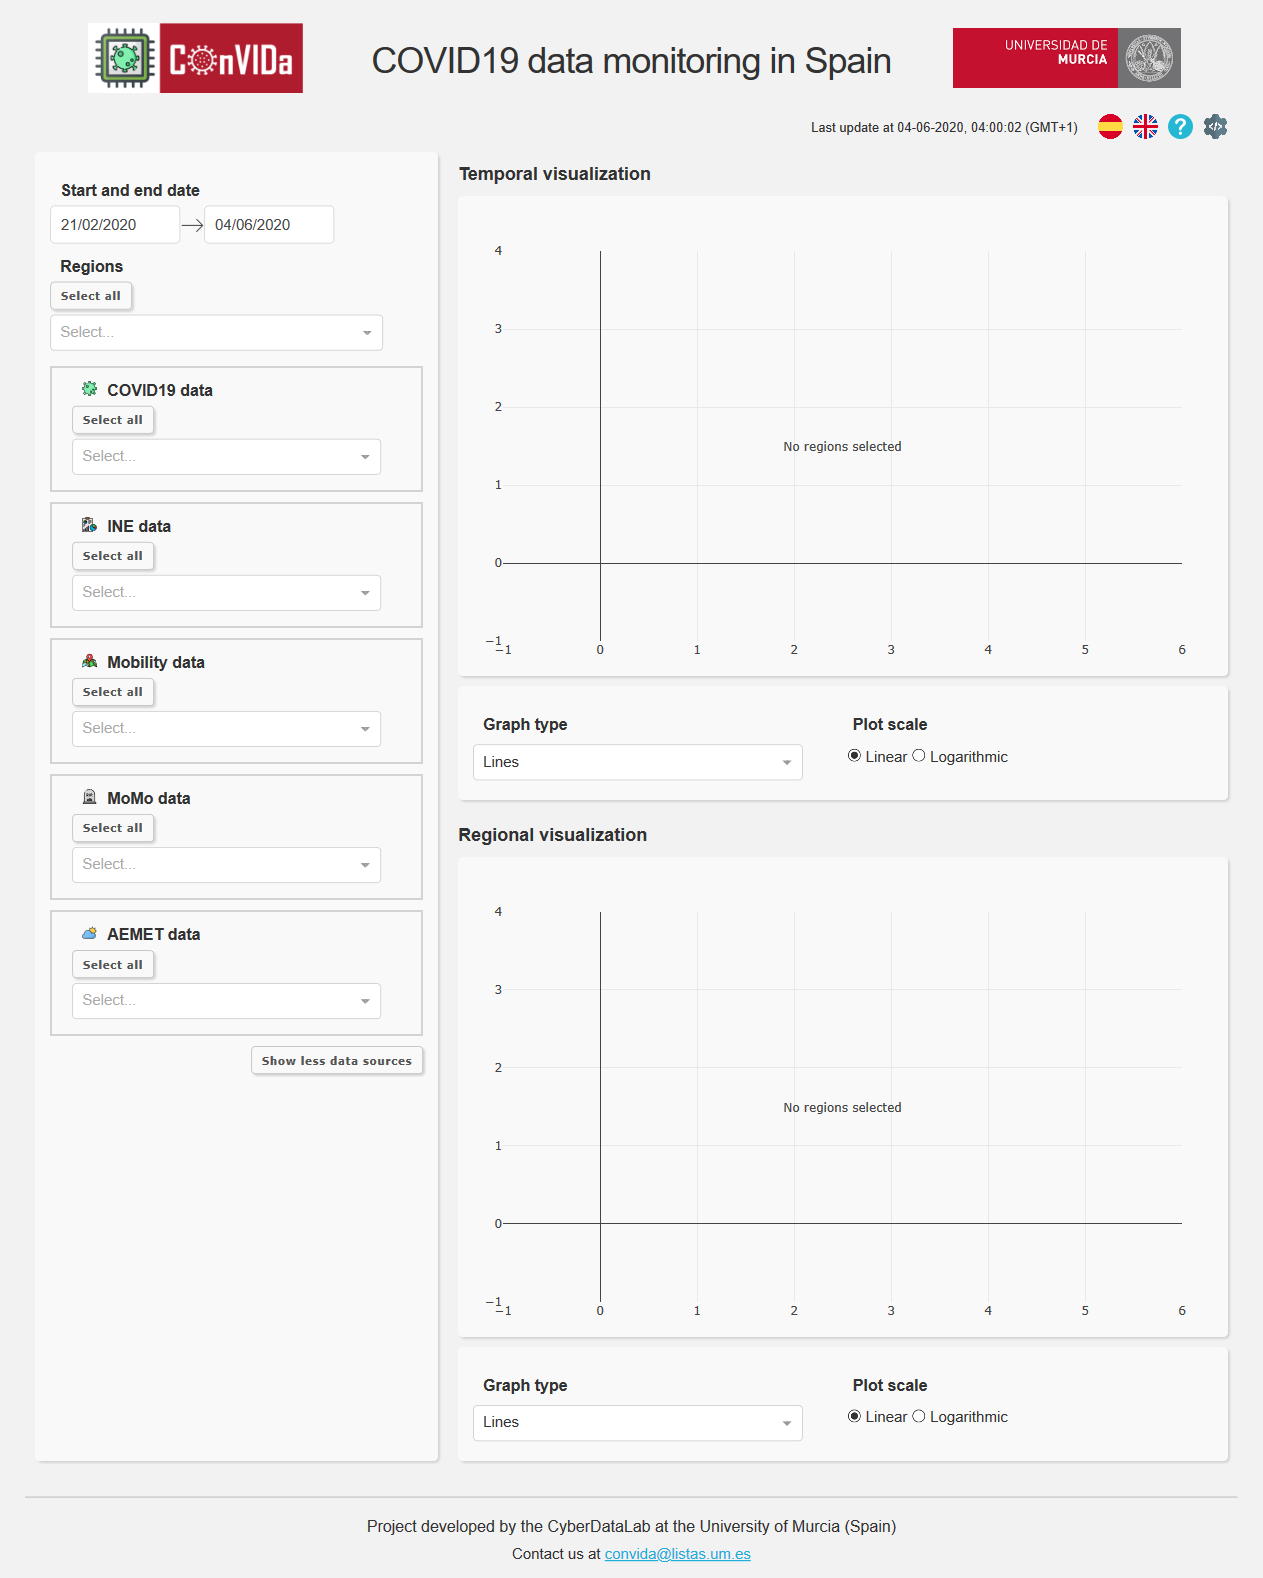 ConVIDa
COVID19 data monitoring in Spain
UNIVERSIDAD DE
MURCIA
Last update at 04-06-2020, 04:00:02 (GMT+1)
Start and end date
21/02/2020
04/06/2020
Regions
Select all
Select...
COVID19 data
Select all
Select...
INE data
Select all
Select...
Mobility data
Select all
Select...
MoMo data
Select all
Select...
AEMET data
Select all
Select...
Show less data sources
Temporal visualization
4
3
2
1
0
−1
No regions selected
−1 0 1 2 3 4 5 6
Graph type
Lines
Plot scale
Linear Logarithmic
Regional visualization
4
3
2
1
0
−1
No regions selected
−1 0 1 2 3 4 5 6
Graph type
Lines
Plot scale
Linear Logarithmic
Project developed by the CyberDataLab at the University of Murcia (Spain)
Contact us at convida@listas.um.es